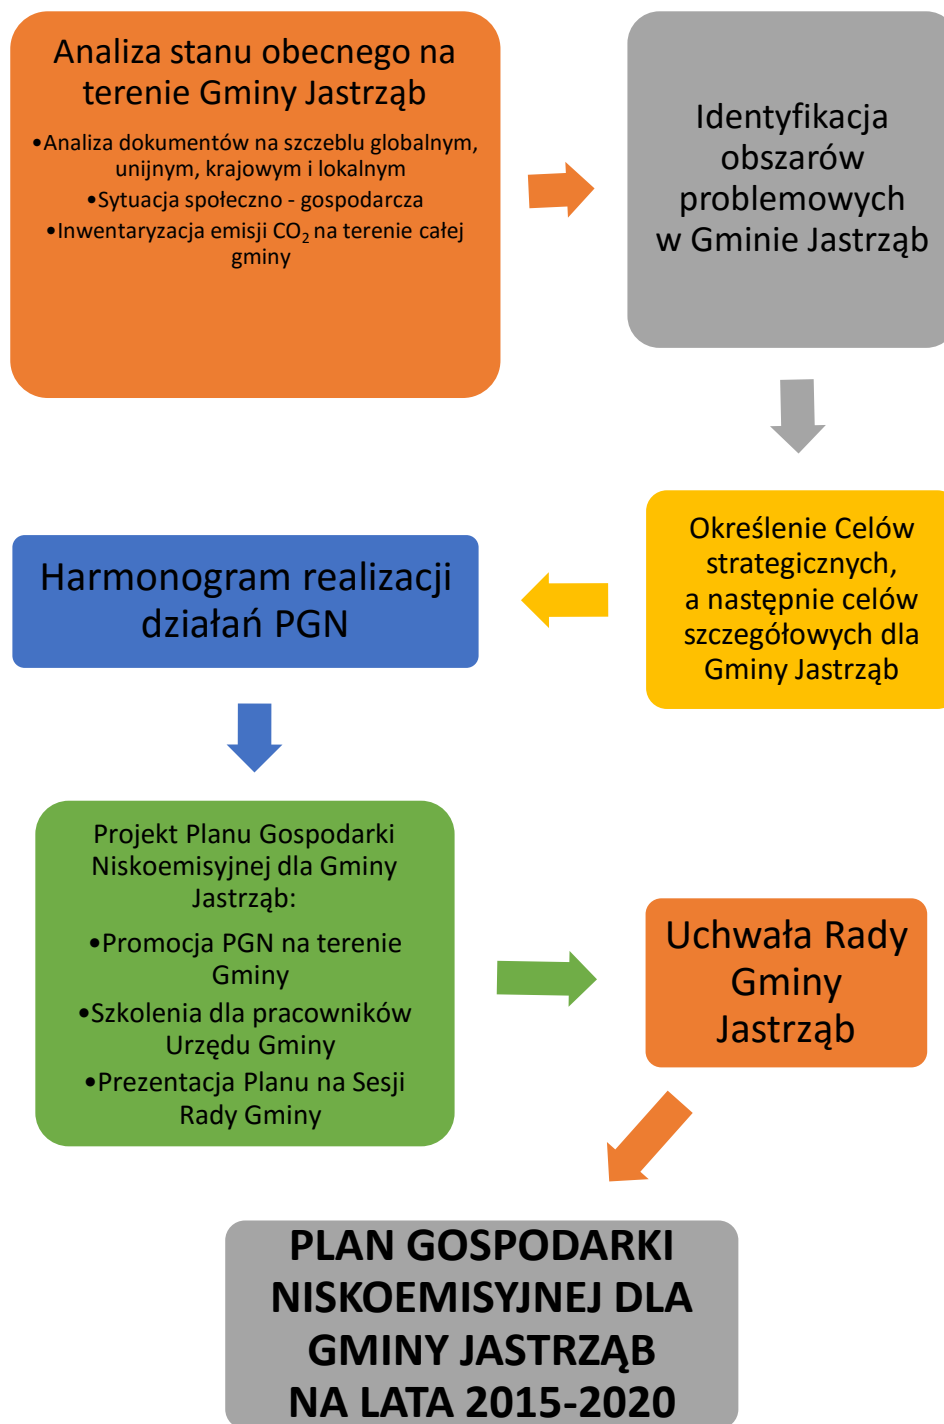 Analiza stanu obecnego na
terenie Gminy Jastrząb
•Analiza dokumentów na szczeblu globalnym,
unijnym, krajowym i lokalnym
•Sytuacja społeczno - gospodarcza
•Inwentaryzacja emisji CO₂ na terenie całej
gminy
Identyfikacja
obszarów
problemowych
w Gminie Jastrząb
Określenie Celów
strategicznych,
a następnie celów
szczegółowych dla
Gminy Jastrząb
Harmonogram realizacji
działań PGN
Projekt Planu Gospodarki
Niskoemisyjnej dla Gminy
Jastrząb:
•Promocja PGN na terenie
Gminy
•Szkolenia dla pracowników
Urzędu Gminy
•Prezentacja Planu na Sesji
Rady Gminy
Uchwała Rady
Gminy
Jastrząb
PLAN GOSPODARKI
NISKOEMISYJNEJ DLA
GMINY JASTRZĄB
NA LATA 2015-2020